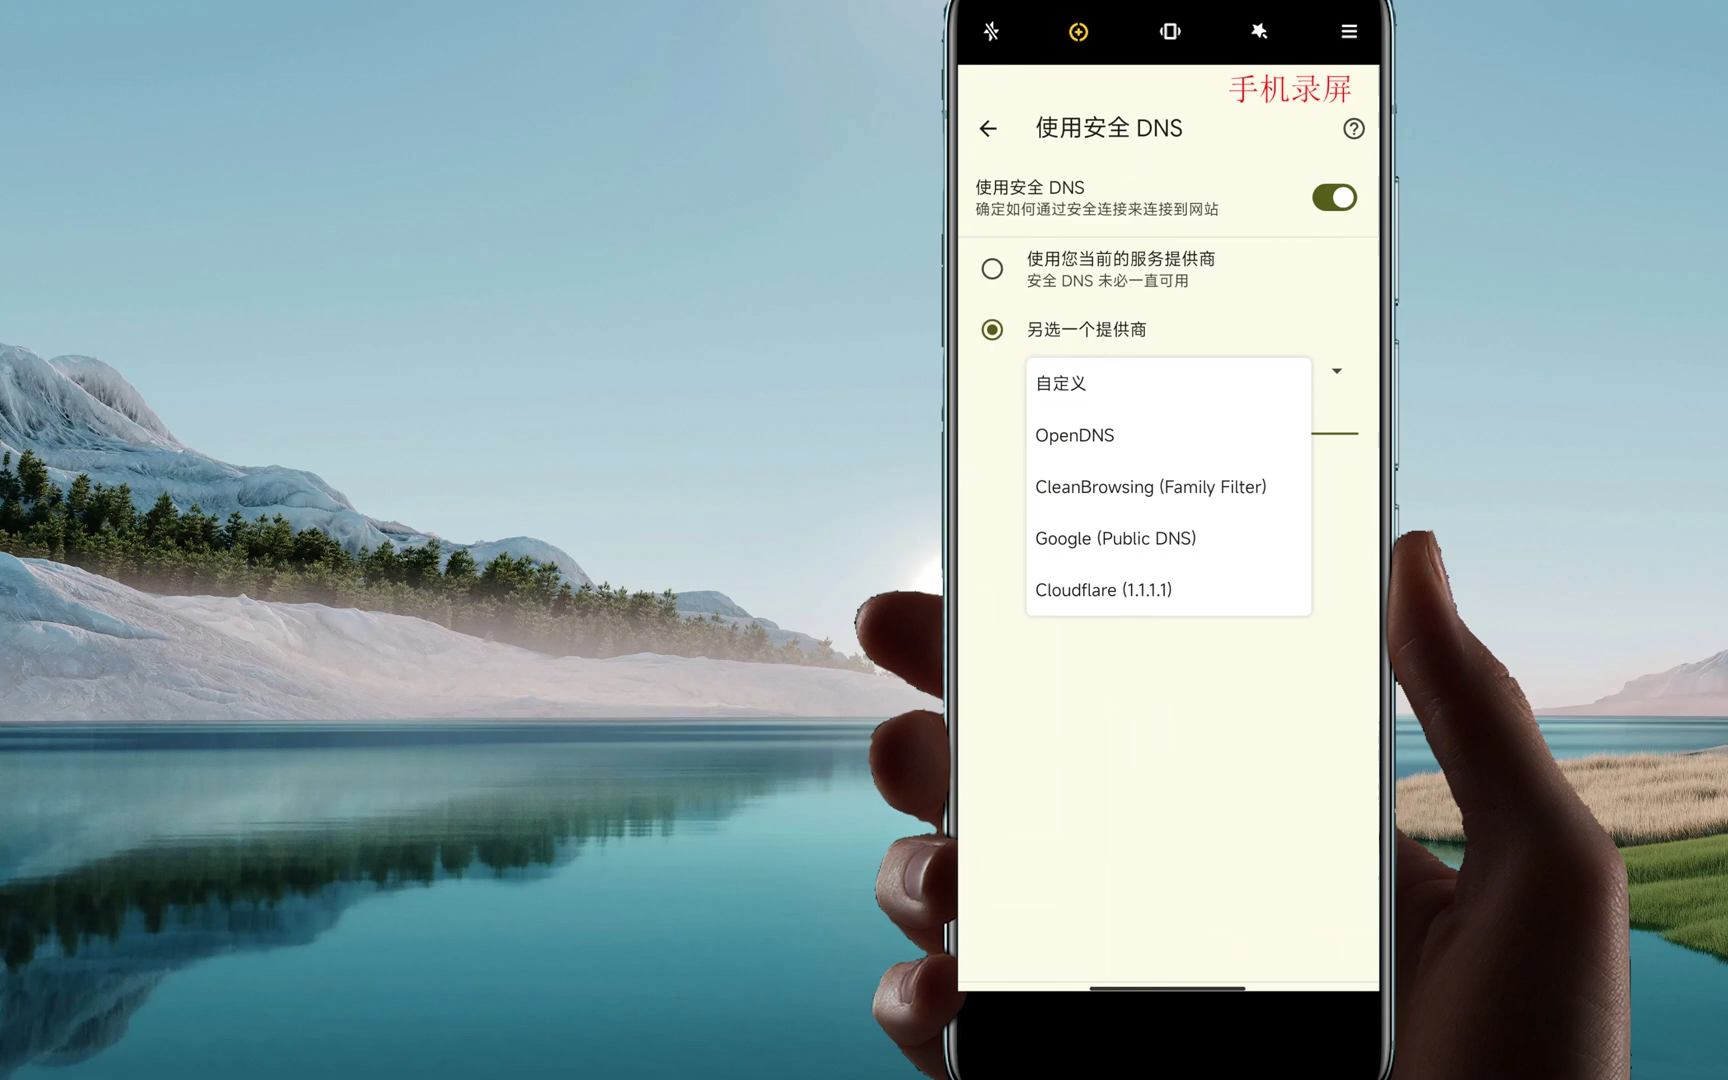 手机录屏
使用安全 DNS
使用安全 DNS
确定如何通过安全连接来连接到网站
使用您当前的服务提供商
安全 DNS 未必一直可用
另选一个提供商
自定义
OpenDNS
CleanBrowsing (Family Filter)
Google (Public DNS)
Cloudflare (1.1.1.1)